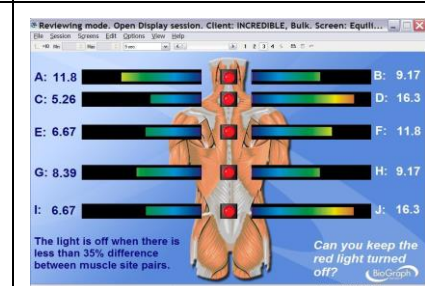 Reviewing mode. Open Display session. Client: INCREDIBLE, Bulk. Screen: Equili...
File Session Screens Edit Options View Help
A: 11.8
B: 9.17
C: 5.26
D: 16.3
E: 6.67
F: 11.8
G: 8.39
H: 9.17
I: 6.67
J: 16.3
The light is off when there is
less than 35% difference
between muscle site pairs.
Can you keep the
red light turned
off?
BioGraph